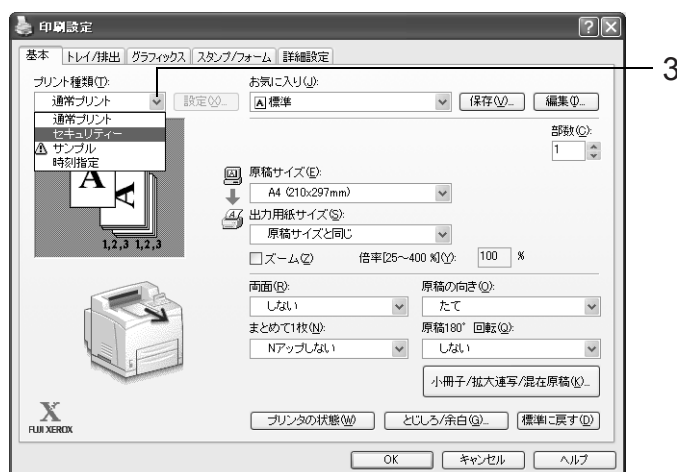 印刷設定
基本 トレイ/排出 グラフィックス スタンプ/フォーム 詳細設定
3
プリント種類(T): お気に入り(J):
通常プリント 設定(X)... A 標準 保存(V)... 編集(I)...
通常プリント
セキュリティー
サンプル
時刻指定
部数(C):
1
原稿サイズ(E):
A4 (210x297mm)
出力用紙サイズ(S):
原稿サイズと同じ
A A
1,2,3 1,2,3
ズーム(Z) 倍率[25～400 %](Y): 100 %
両面(R): 原稿の向き(O):
しない たて
まとめて1枚(N): 原稿180° 回転(Q):
Nアップしない しない
小冊子/拡大連写/混在原稿(K)...
X
FUJI XEROX
プリンタの状態(W) とじしろ/余白(G)... 標準に戻す(D)
OK キャンセル ヘルプ